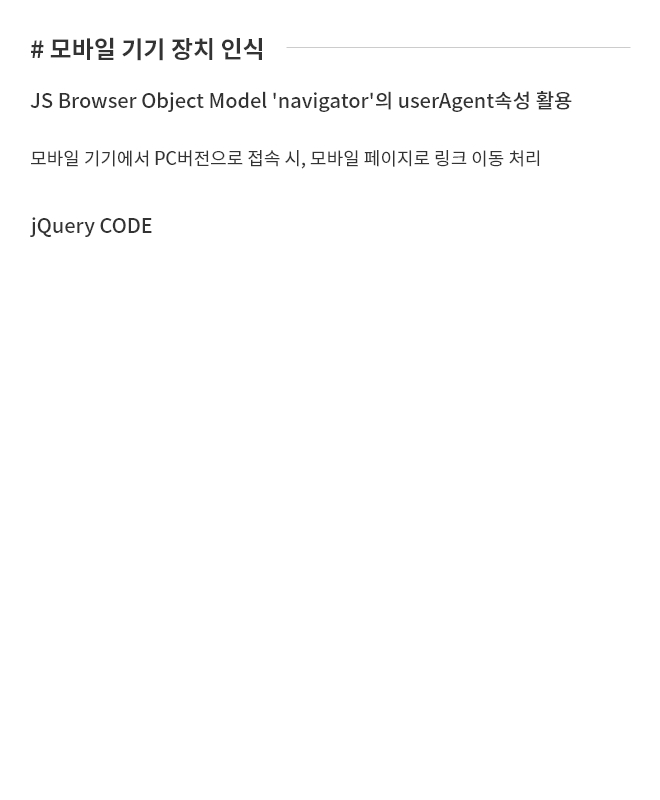 # 모바일 기기 장치 인식
JS Browser Object Model 'navigator'의 userAgent속성 활용
모바일 기기에서 PC버전으로 접속 시, 모바일 페이지로 링크 이동 처리
jQuery CODE